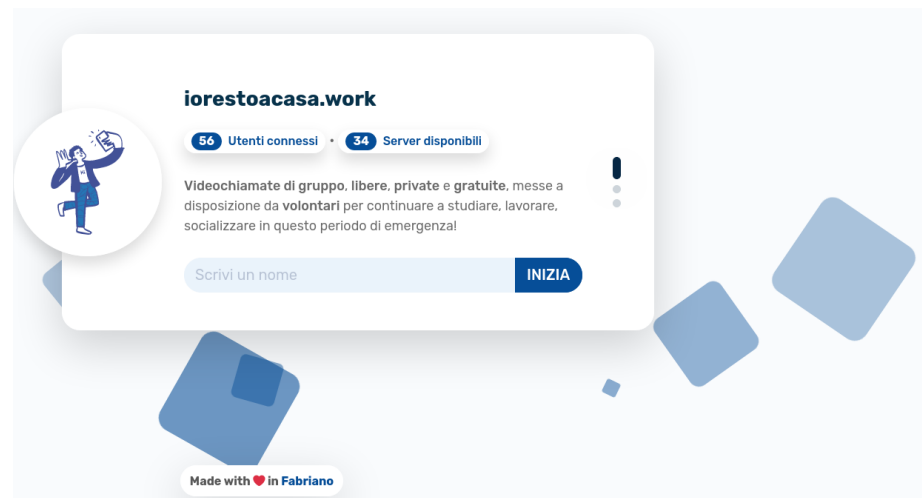 iorestoacasa.work
56 Utenti connessi • 34 Server disponibili
Videochiamate di gruppo, libere, private e gratuite, messe a
disposizione da volontari per continuare a studiare, lavorare,
socializzare in questo periodo di emergenza!
Scrivi un nome INIZIA
Made with ❤ in Fabriano